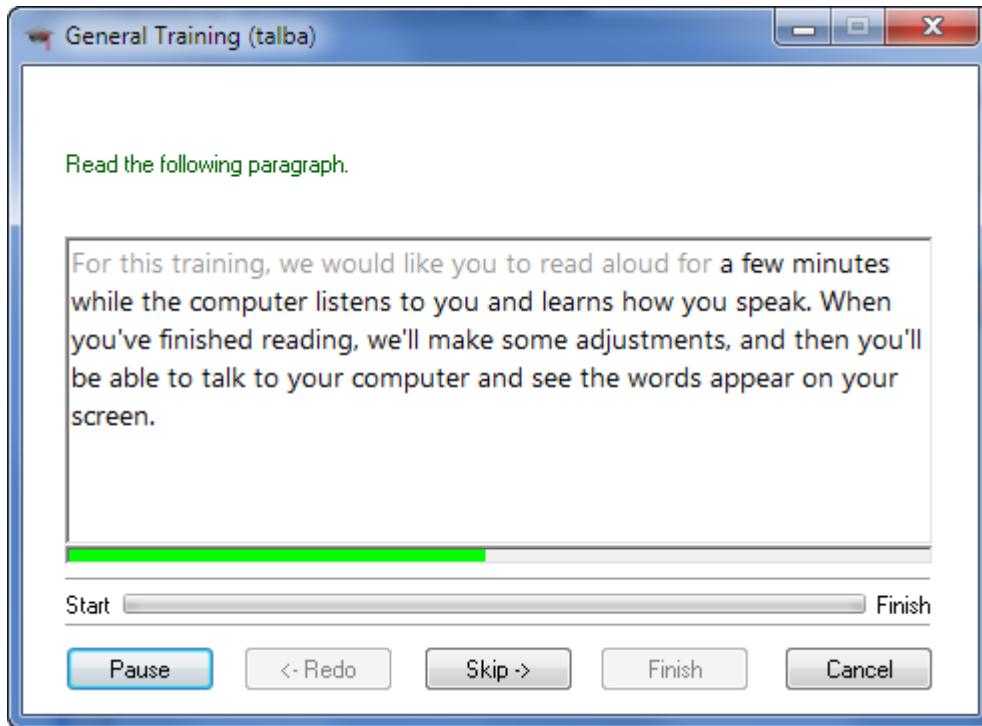 General Training (talba)
Read the following paragraph.
For this training, we would like you to read aloud for a few minutes
while the computer listens to you and learns how you speak. When
you've finished reading, we'll make some adjustments, and then you'll
be able to talk to your computer and see the words appear on your
screen.
Start Finish
Pause <- Redo Skip -> Finish Cancel